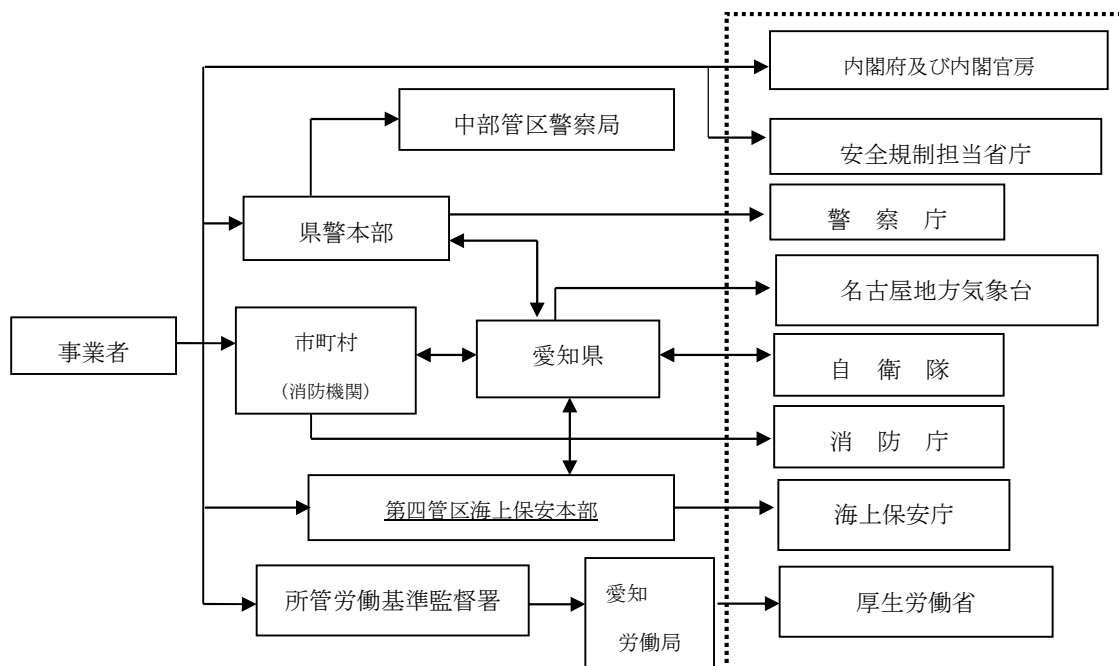 内閣府及び内閣官房
中部管区警察局
安全規制担当省庁
県警本部
警　察　庁
名古屋地方気象台
事業者
市町村
（消防機関）
愛知県
自　衛　隊
消　防　庁
第四管区海上保安本部
海上保安庁
所管労働基準監督署
愛知
労働局
厚生労働省